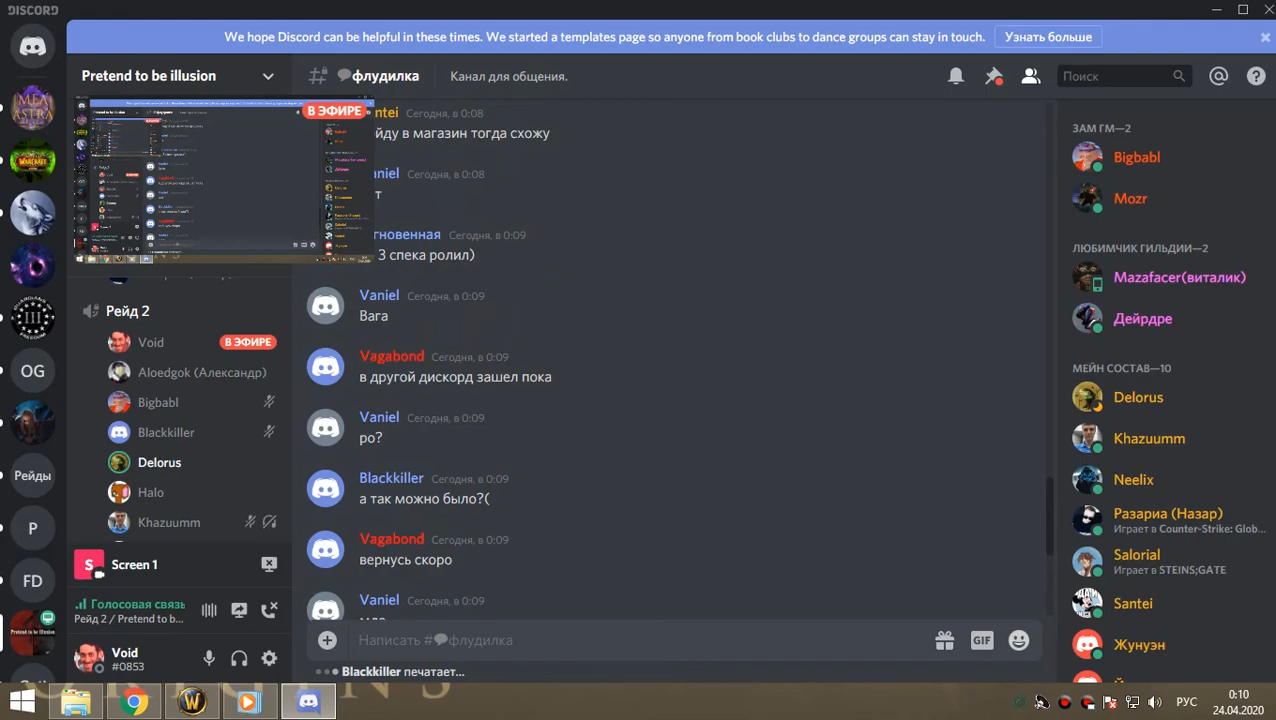 DISCORD
We hope Discord can be helpful in these times. We started a templates page so anyone from book clubs to dance groups can stay in touch.
Узнать больше
Pretend to be illusion
флудилка
Канал для общения.
Поиск
В ЭФИРЕ
Сегодня, в 0:08
йду в магазин тогда схожу
Сегодня, в 0:08
т
Сегодня, в 0:09
3 спека ролил)
Vaniel Сегодня, в 0:09
Вага
Vagabond Сегодня, в 0:09
в другой дискорд зашел пока
Vaniel Сегодня, в 0:09
ро?
Blackkiller Сегодня, в 0:09
а так можно было?(
Vagabond Сегодня, в 0:09
вернусь скоро
Vaniel Сегодня, в 0:09
Написать #флудилка
GIF
Blackkiller печатает...
Рейд 2
Void В ЭФИРЕ
Aloedgok (Александр)
Bigbabl
Blackkiller
Delorus
Halo
Khazuumm
S
Screen 1
Голосовая связь
Рейд 2 / Pretend to b...
Void
#0853
OG
Рейды
P
FD
Pretend to be illusion
ЗАМ ГМ—2
Bigbabl
Mozr
ЛЮБИМЧИК ГИЛЬДИИ—2
Mazafacer(виталик)
Дейрдре
МЕЙН СОСТАВ—10
Delorus
Khazuumm
Neelix
Разариа (Назар)
Играет в Counter-Strike: Glob...
Salorial
Играет в STEINS;GATE
Santei
Жунуэн
РУС
0:10
24.04.2020